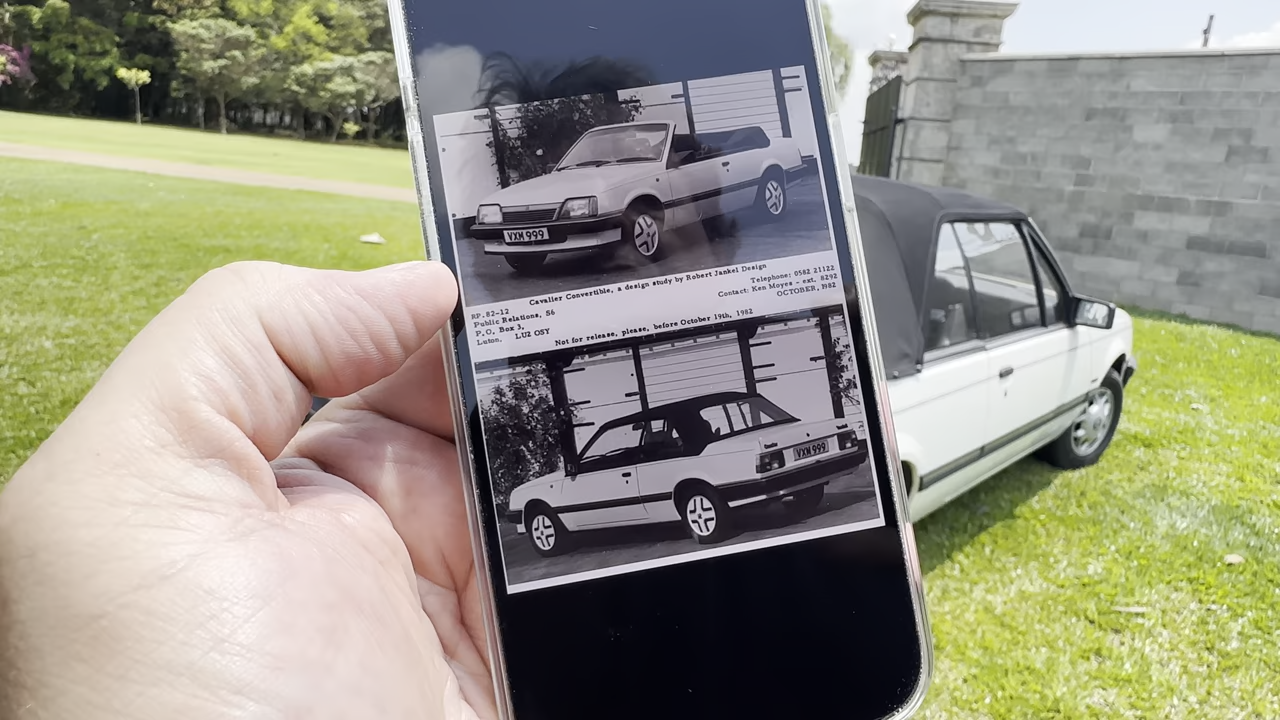 VXM 999
Cavalier Convertible, a design study by Robert Jankel Design
RP.82-12
Public Relations, S6
P.O. Box 3,
Luton. LU2 OSY
Telephone: 0582 21122
Contact: Ken Moyes - ext. 8292
OCTOBER, 1982
Not for release, please, before October 19th, 1982
VXM 999